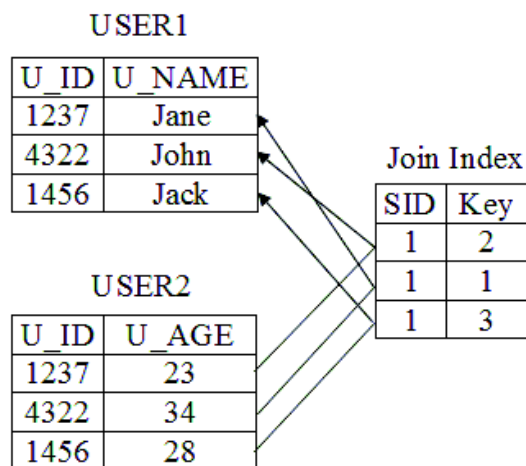 USER1
U_ID U_NAME
1237 Jane
4322 John
1456 Jack
USER2
U_ID U_AGE
1237 23
4322 34
1456 28
Join Index
SID Key
1 2
1 1
1 3